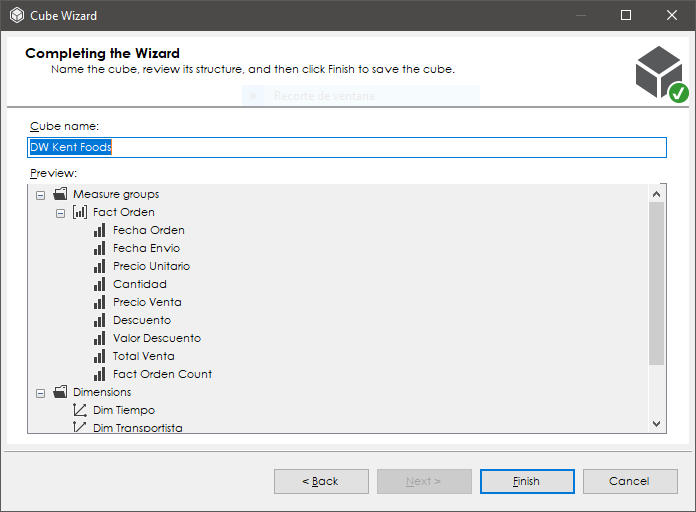 Cube Wizard
Completing the Wizard
Name the cube, review its structure, and then click Finish to save the cube.
Recorte de ventana
Cube name:
DW Kent Foods
Preview:
Measure groups
Fact Orden
Fecha Orden
Fecha Envio
Precio Unitario
Cantidad
Precio Venta
Descuento
Valor Descuento
Total Venta
Fact Orden Count
Dimensions
Dim Tiempo
Dim Transportista
< Back
Next >
Finish
Cancel